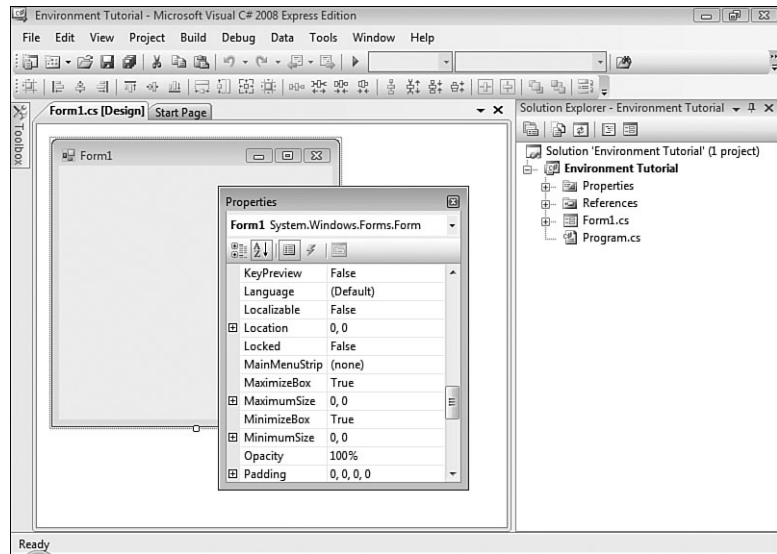 Environment Tutorial - Microsoft Visual C# 2008 Express Edition
File Edit View Project Build Debug Data Tools Window Help
Form1.cs [Design] Start Page
Toolbox
Form1
Properties
Form1 System.Windows.Forms.Form
KeyPreview False
Language (Default)
Localizable False
Location 0, 0
Locked False
MainMenuStrip (none)
MaximizeBox True
MaximumSize 0, 0
MinimizeBox True
MinimumSize 0, 0
Opacity 100%
Padding 0, 0, 0, 0
Solution Explorer - Environment Tutorial
Solution 'Environment Tutorial' (1 project)
Environment Tutorial
Properties
References
Form1.cs
Program.cs
Ready